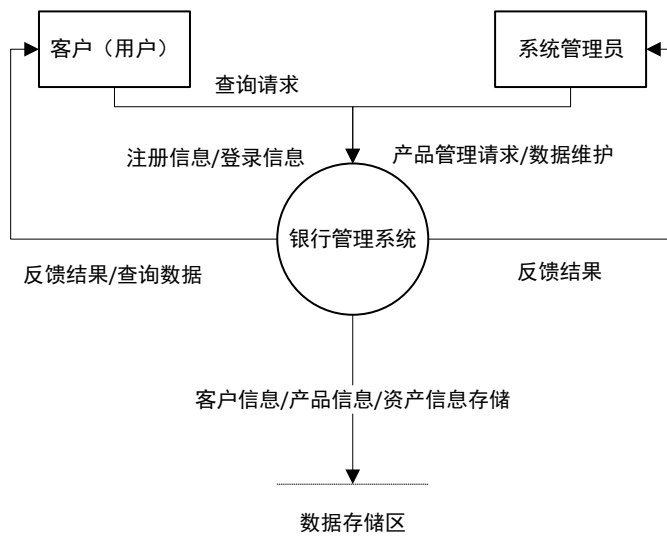 客户（用户）
系统管理员
查询请求
注册信息/登录信息
产品管理请求/数据维护
银行管理系统
反馈结果/查询数据
反馈结果
客户信息/产品信息/资产信息存储
数据存储区